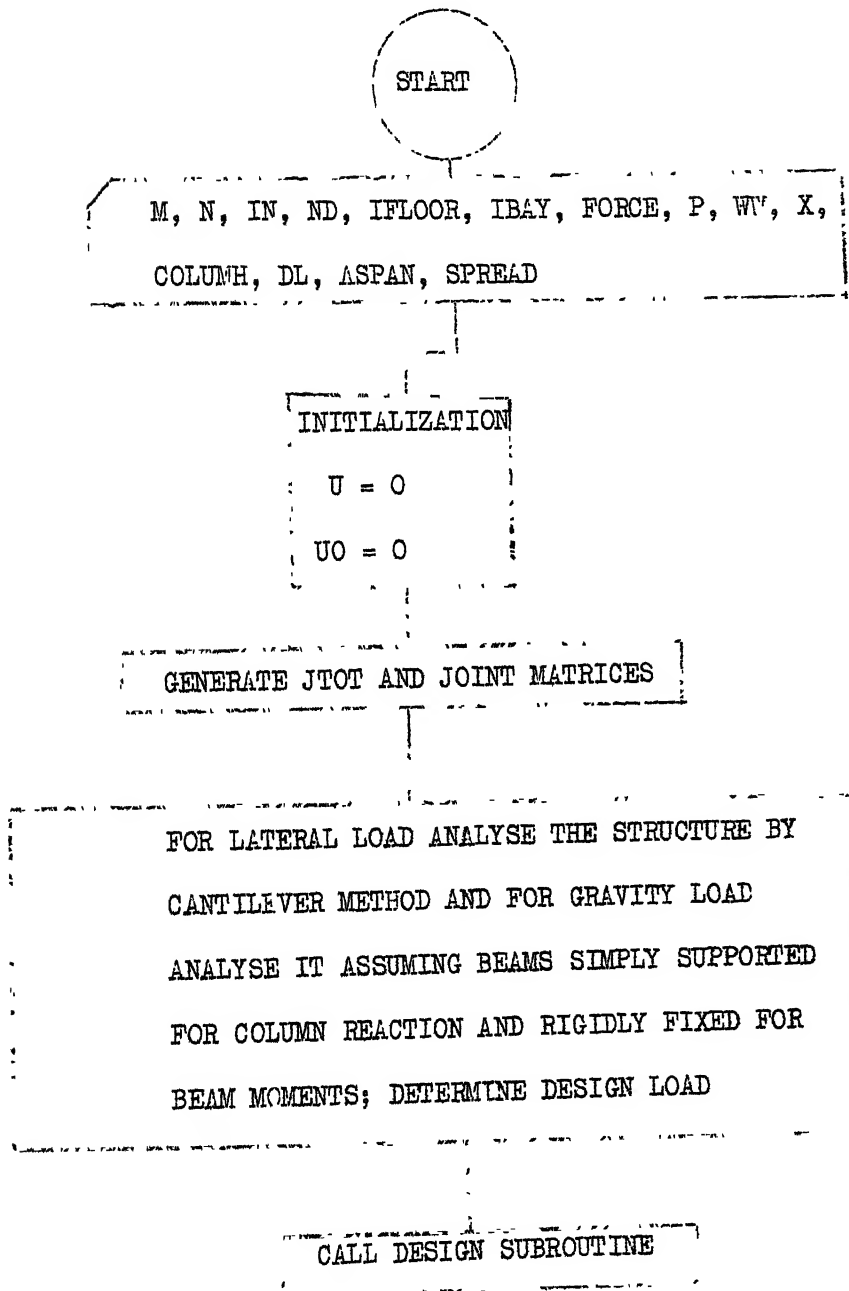 START
M, N, IN, ND, IFLOOR, IBAY, FORCE, P, X,
COLUMH, DL, ASPAN, SPREAD
INITIALIZATION
U = 0
UO = 0
GENERATE JTOT AND JOINT MATRICES
FOR LATERAL LOAD ANALYSE THE STRUCTURE BY
CANTILEVER METHOD AND FOR GRAVITY LOAD
ANALYSE IT ASSUMING BEAMS SIMPLY SUPPORTED
FOR COLUMN REACTION AND RIGIDLY FIXED FOR
BEAM MOMENTS; DETERMINE DESIGN LOAD
CALL DESIGN SUBROUTINE